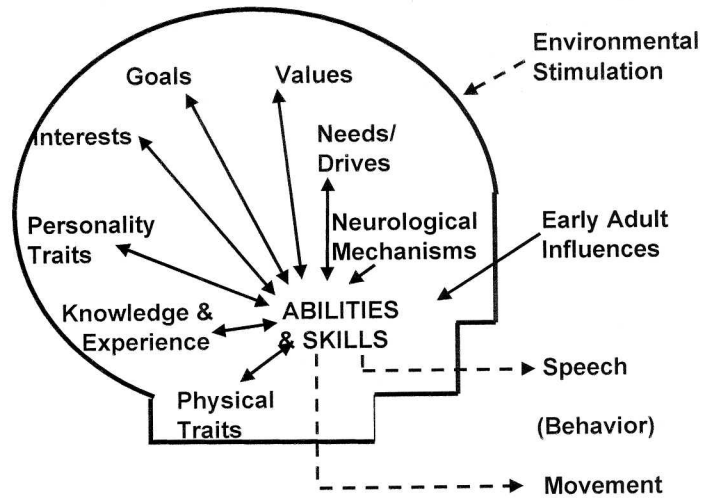 Environmental
Stimulation
Goals
Values
Interests
Needs/
Drives
Personality
Traits
Neurological
Mechanisms
Early Adult
Influences
Knowledge &
Experience
ABILITIES
& SKILLS
Physical
Traits
Speech
(Behavior)
Movement